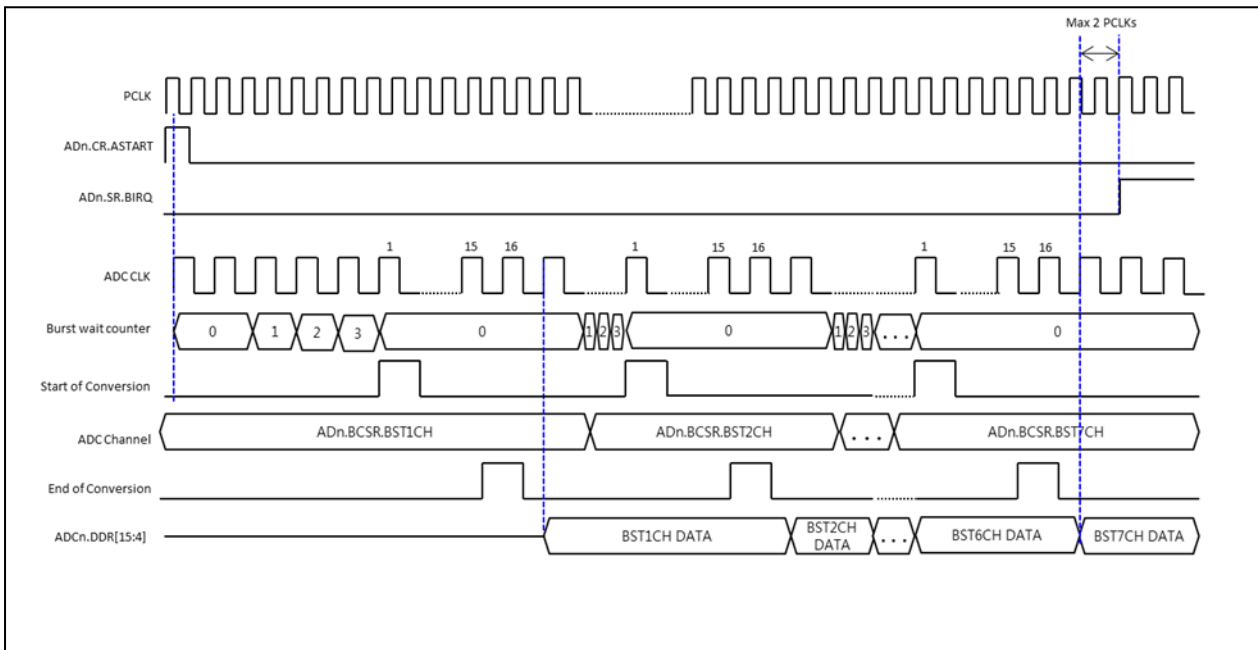 Max 2 PCLKs
PCLK
ADn.CR.ASTART
ADn.SR.BIRQ
1 15 16 1 15 16 1 15 16
ADC CLK
Burst wait counter 0 1 2 3 0 1 2 3 0 1 2 3 ... 0
Start of Conversion
ADC Channel ADn.BCSR.BST1CH ADn.BCSR.BST2CH ... ADn.BCSR.BST7CH
End of Conversion
ADCn.DDR[15:4] BST1CH DATA BST2CH DATA ... BST6CH DATA BST7CH DATA